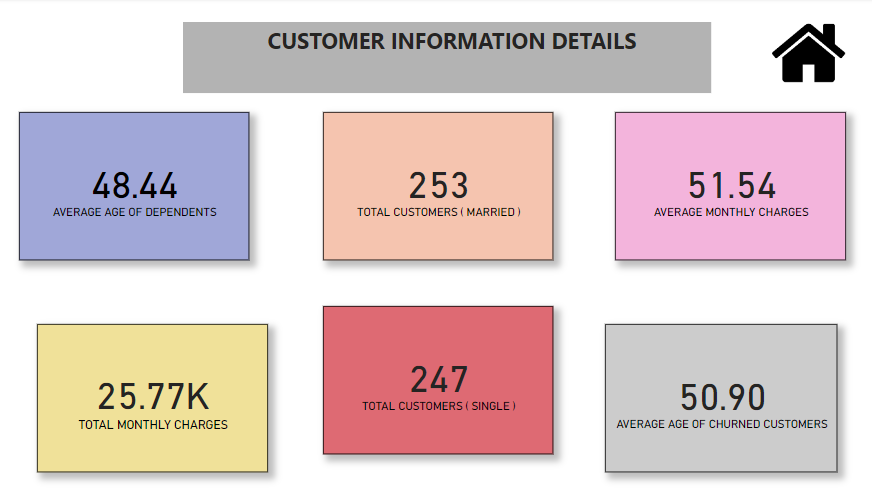 CUSTOMER INFORMATION DETAILS
48.44
AVERAGE AGE OF DEPENDENTS
253
TOTAL CUSTOMERS ( MARRIED )
51.54
AVERAGE MONTHLY CHARGES
25.77K
TOTAL MONTHLY CHARGES
247
TOTAL CUSTOMERS ( SINGLE )
50.90
AVERAGE AGE OF CHURNED CUSTOMERS